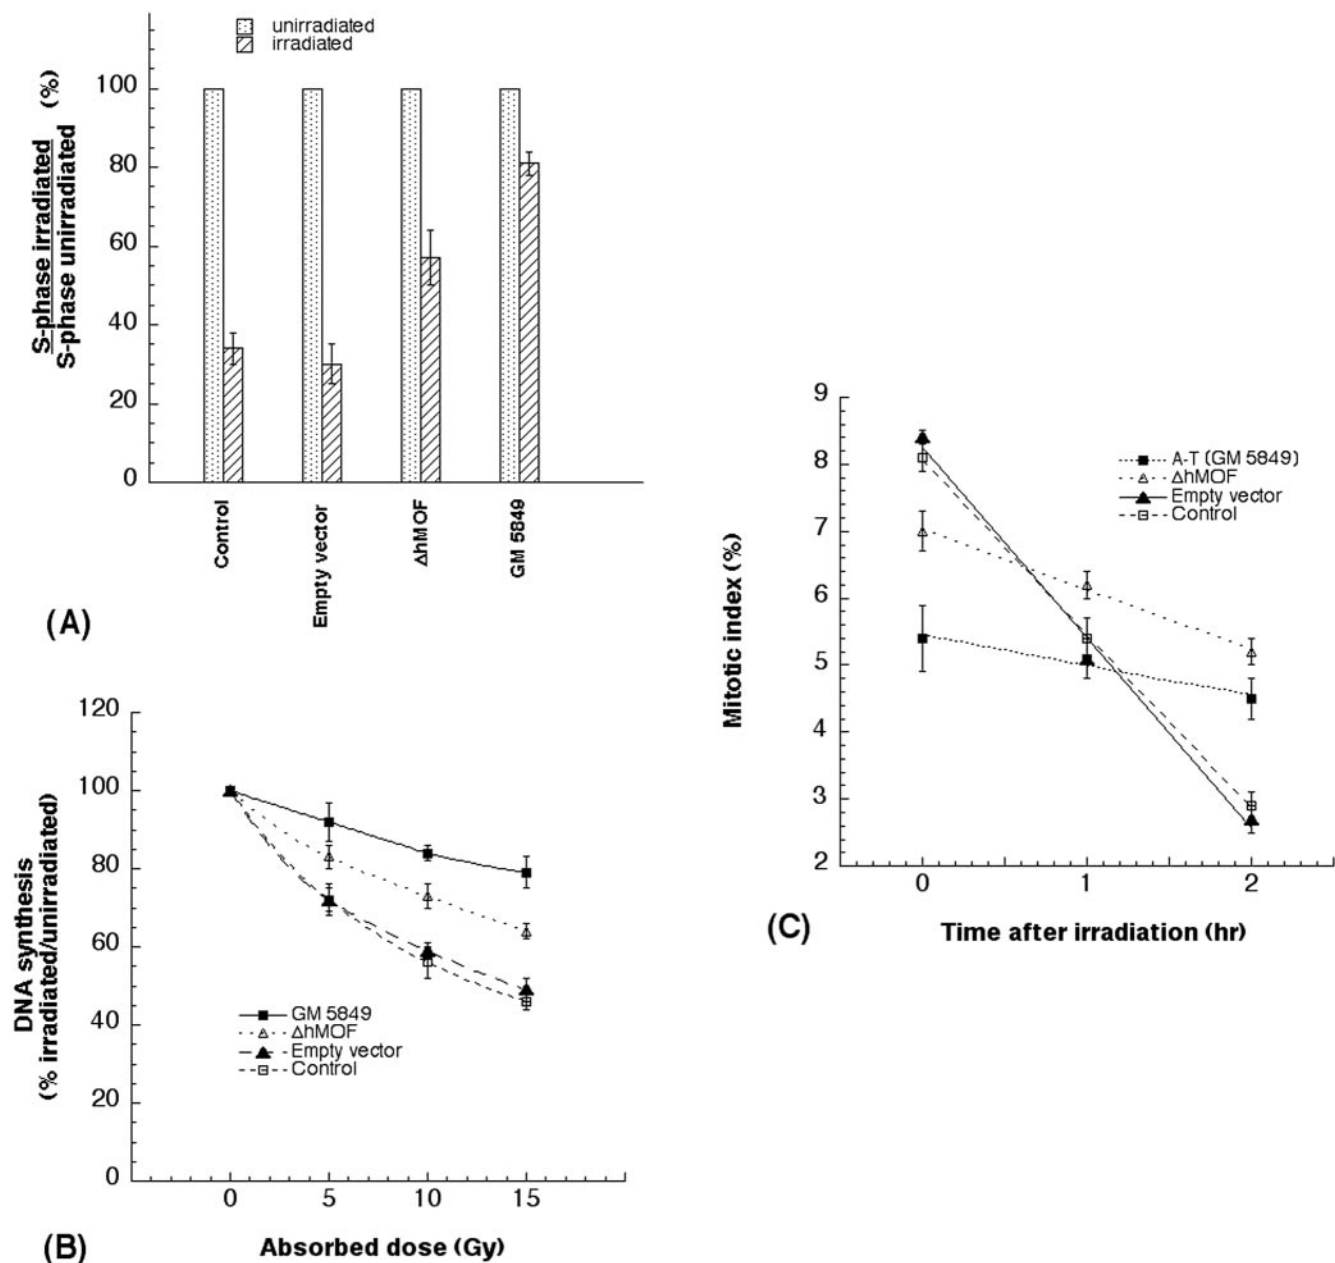 unirradiated
irradiated
S-phase irradiated (%)
S-phase unirradiated
100
80
60
40
20
0
Control
Empty vector
ΔhMOF
GM 5849
(A)
120
100
80
60
40
20
0
DNA synthesis
(% irradiated/unirradiated)
GM 5849
ΔhMOF
Empty vector
Control
0 5 10 15
Absorbed dose (Gy)
(B)
9
8
7
6
5
4
3
2
Mitotic index (%)
A-T (GM 5849)
ΔhMOF
Empty vector
Control
0 1 2
Time after irradiation (hr)
(C)